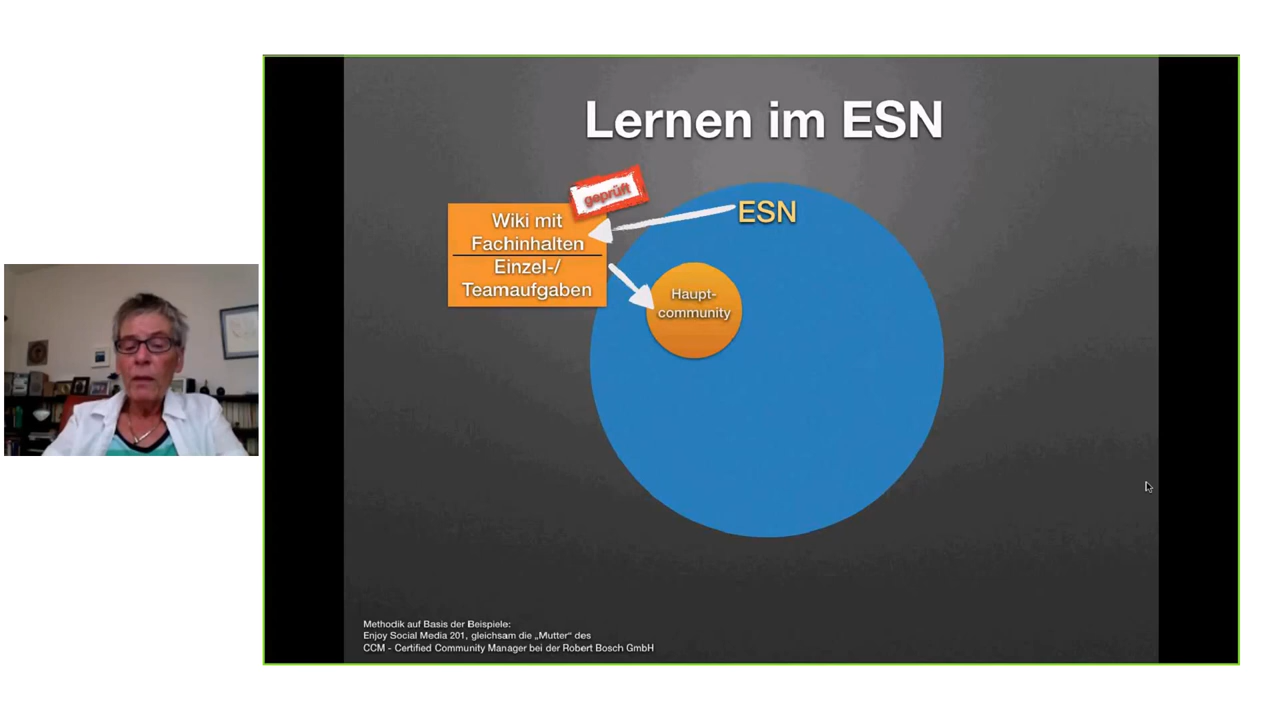 Lernen im ESN
geprüft
Wiki mit
Fachinhalten
Einzel-/
Teamaufgaben
ESN
Haupt-
community
Methodik auf Basis der Beispiele:
Enjoy Social Media 201, gleichsam die „Mutter“ des
CCM - Certified Community Manager bei der Robert Bosch GmbH